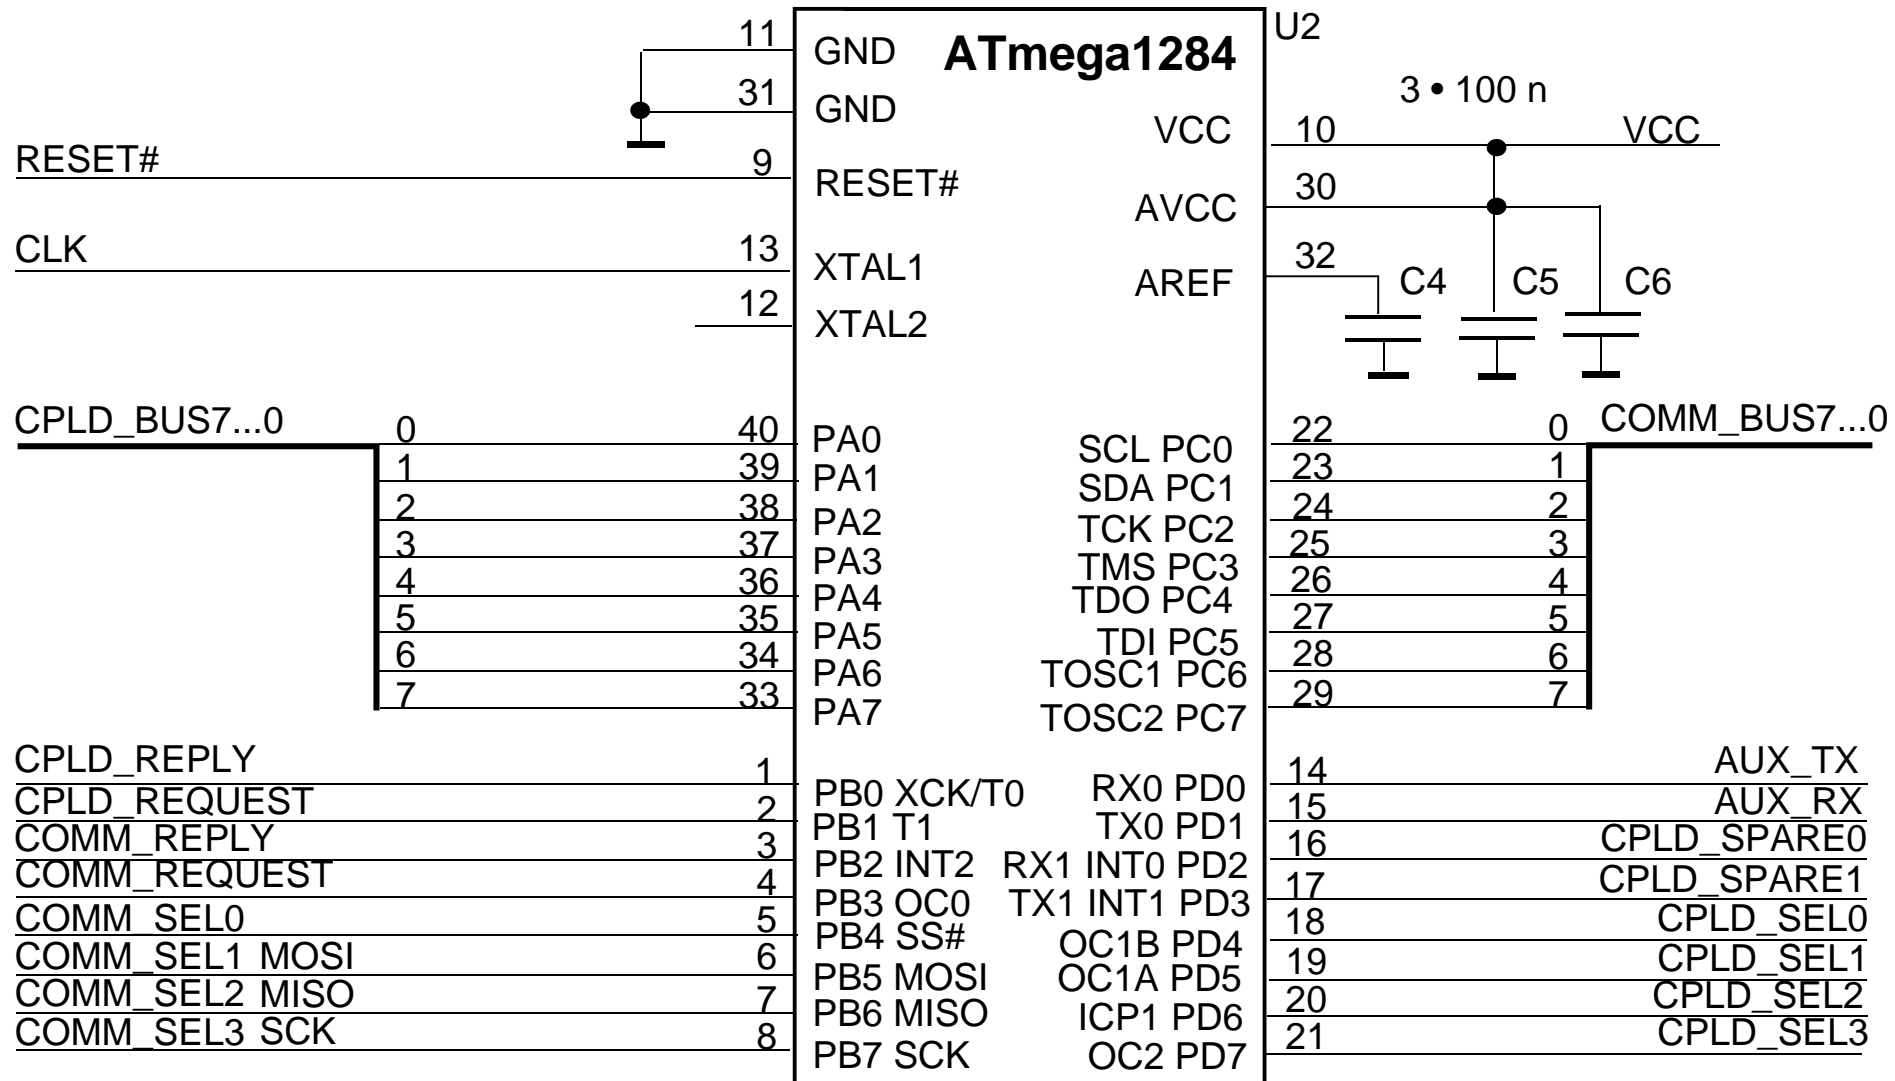 11 GND ATmega1284 U2
31 GND 3 • 100 n
VCC 10 VCC
RESET# 9 RESET#
30 AVCC
CLK 13 XTAL1
AREF 32 C4 C5 C6
12 XTAL2
CPLD_BUS7...0 0 40 PA0 SCL PC0 22 0 COMM_BUS7...0
1 39 PA1 SDA PC1 23 1
2 38 PA2 TCK PC2 24 2
3 37 PA3 TMS PC3 25 3
4 36 PA4 TDO PC4 26 4
5 35 PA5 TDI PC5 27 5
6 34 PA6 TOSC1 PC6 28 6
7 33 PA7 TOSC2 PC7 29 7
CPLD_REPLY 1 PB0 XCK/T0 RX0 PD0 14 AUX_TX
CPLD_REQUEST 2 PB1 T1 TX0 PD1 15 AUX_RX
COMM_REPLY 3 PB2 INT2 RX1 INT0 PD2 16 CPLD_SPARE0
COMM_REQUEST 4 PB3 OC0 TX1 INT1 PD3 17 CPLD_SPARE1
COMM_SEL0 5 PB4 SS# OC1B PD4 18 CPLD_SEL0
COMM_SEL1 MOSI 6 PB5 MOSI OC1A PD5 19 CPLD_SEL1
COMM_SEL2 MISO 7 PB6 MISO ICP1 PD6 20 CPLD_SEL2
COMM_SEL3 SCK 8 PB7 SCK OC2 PD7 21 CPLD_SEL3